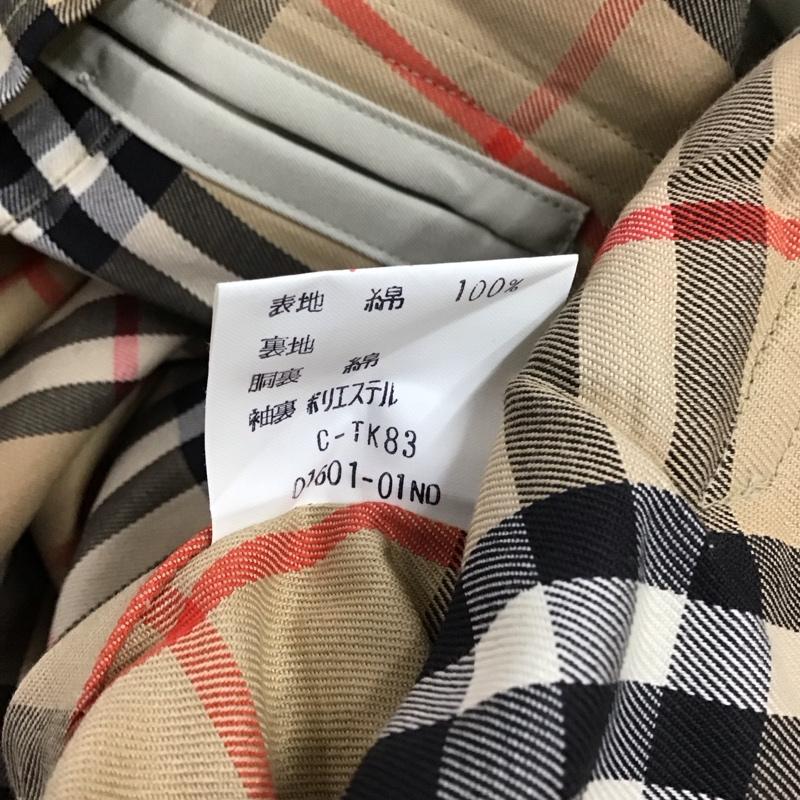 表地 綿 100%
裏地
胴裏 綿
袖裏 ポリエステル
C-TK83
D1601-01NO